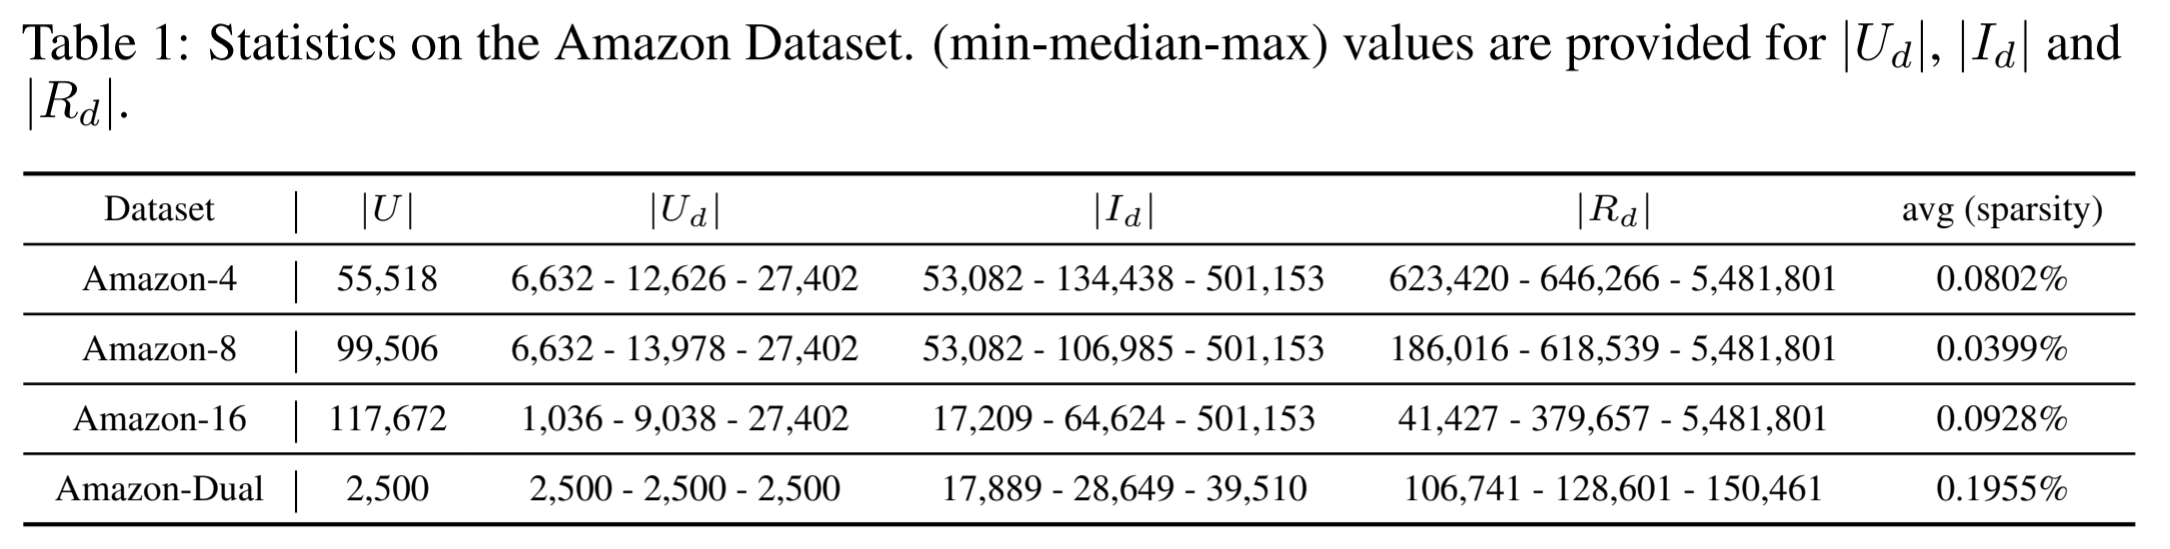 Table 1: Statistics on the Amazon Dataset. (min-median-max) values are provided for |U_d|, |I_d| and
|R_d|.
Dataset | |U| |U_d| |I_d| |R_d| avg (sparsity)
Amazon-4 | 55,518 6,632 - 12,626 - 27,402 53,082 - 134,438 - 501,153 623,420 - 646,266 - 5,481,801 0.0802%
Amazon-8 | 99,506 6,632 - 13,978 - 27,402 53,082 - 106,985 - 501,153 186,016 - 618,539 - 5,481,801 0.0399%
Amazon-16 | 117,672 1,036 - 9,038 - 27,402 17,209 - 64,624 - 501,153 41,427 - 379,657 - 5,481,801 0.0928%
Amazon-Dual | 2,500 2,500 - 2,500 - 2,500 17,889 - 28,649 - 39,510 106,741 - 128,601 - 150,461 0.1955%